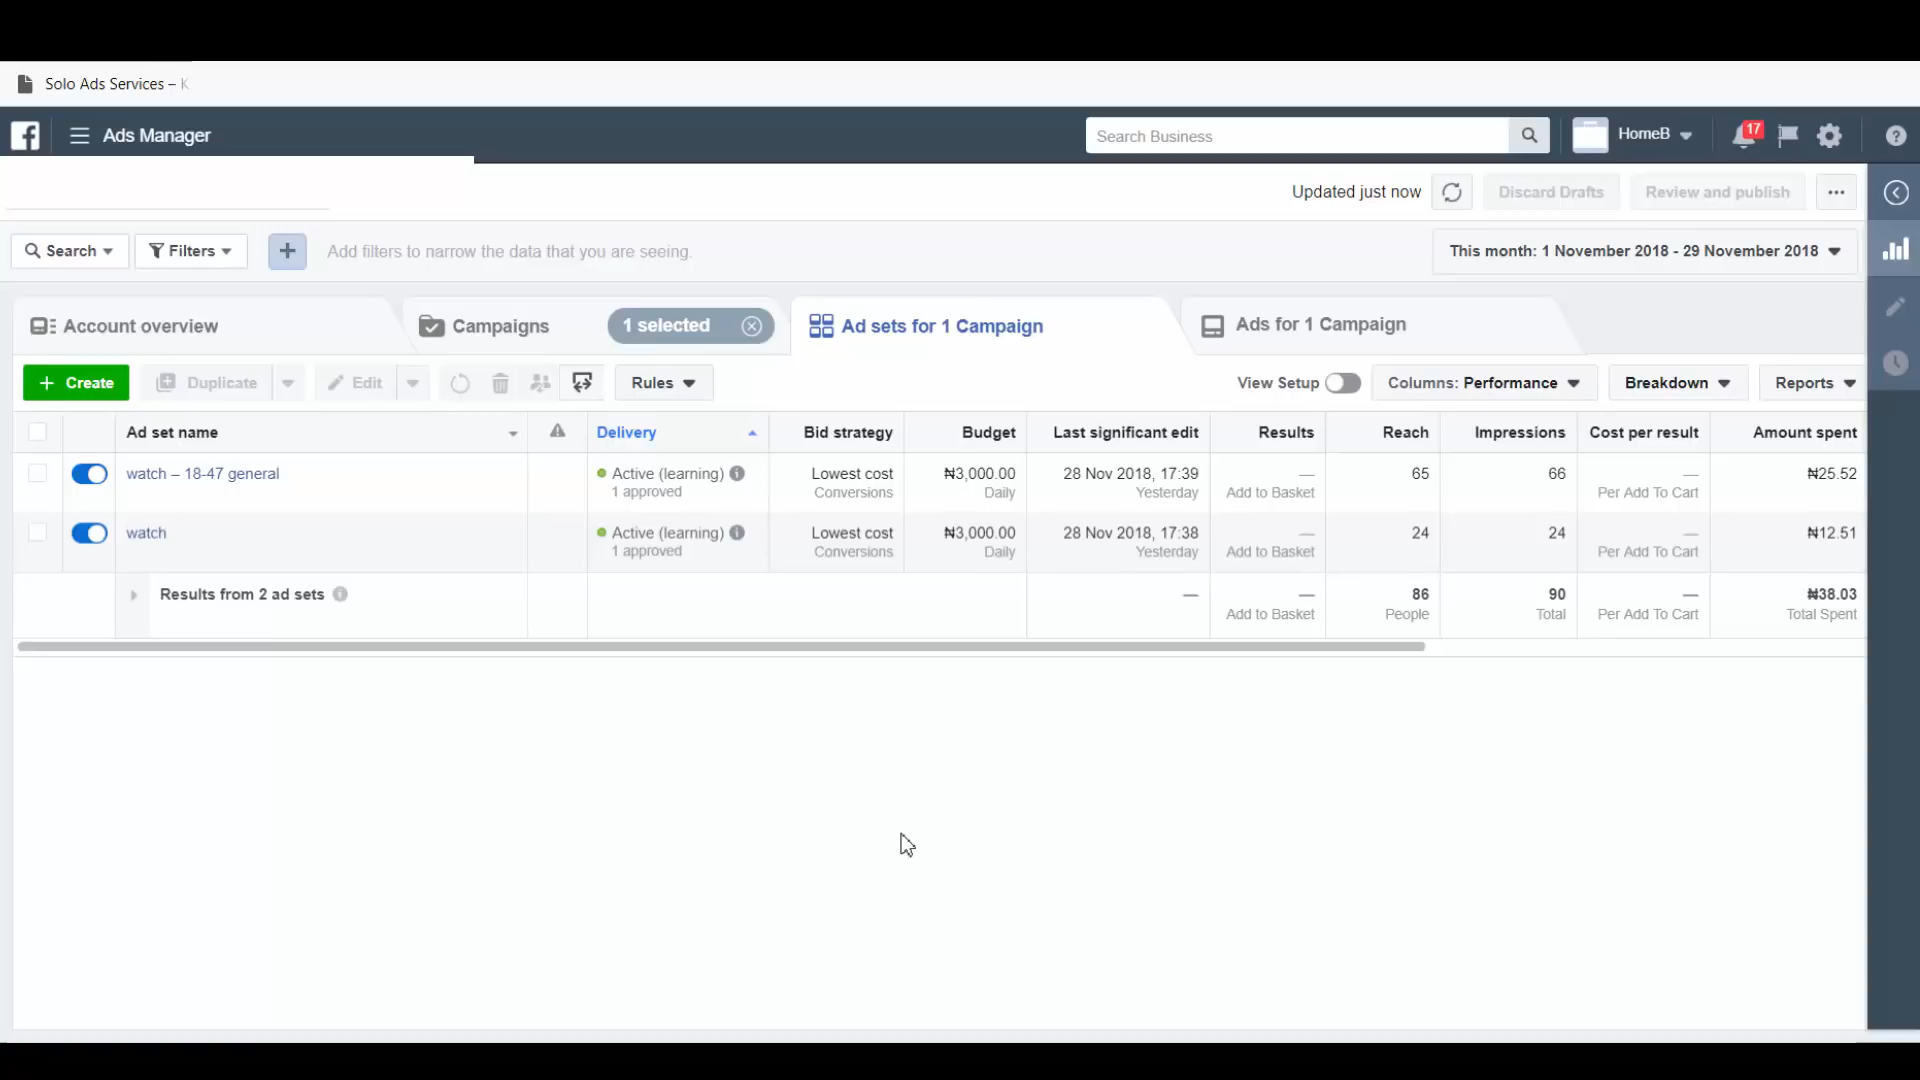 Solo Ads Services – K
Ads Manager
Search Business
HomeB
17
Updated just now
Discard Drafts
Review and publish
Search
Filters
Add filters to narrow the data that you are seeing.
This month: 1 November 2018 - 29 November 2018
Account overview
Campaigns
1 selected
Ad sets for 1 Campaign
Ads for 1 Campaign
+ Create
Duplicate
Edit
Rules
View Setup
Columns: Performance
Breakdown
Reports
Ad set name Delivery Bid strategy Budget Last significant edit Results Reach Impressions Cost per result Amount spent
watch – 18-47 general Active (learning) Lowest cost ₦3,000.00 28 Nov 2018, 17:39 — 65 66 — ₦25.52
1 approved Conversions Daily Yesterday Add to Basket Per Add To Cart
watch Active (learning) Lowest cost ₦3,000.00 28 Nov 2018, 17:38 — 24 24 — ₦12.51
1 approved Conversions Daily Yesterday Add to Basket Per Add To Cart
Results from 2 ad sets — — 86 90 — ₦38.03
Add to Basket People Total Per Add To Cart Total Spent